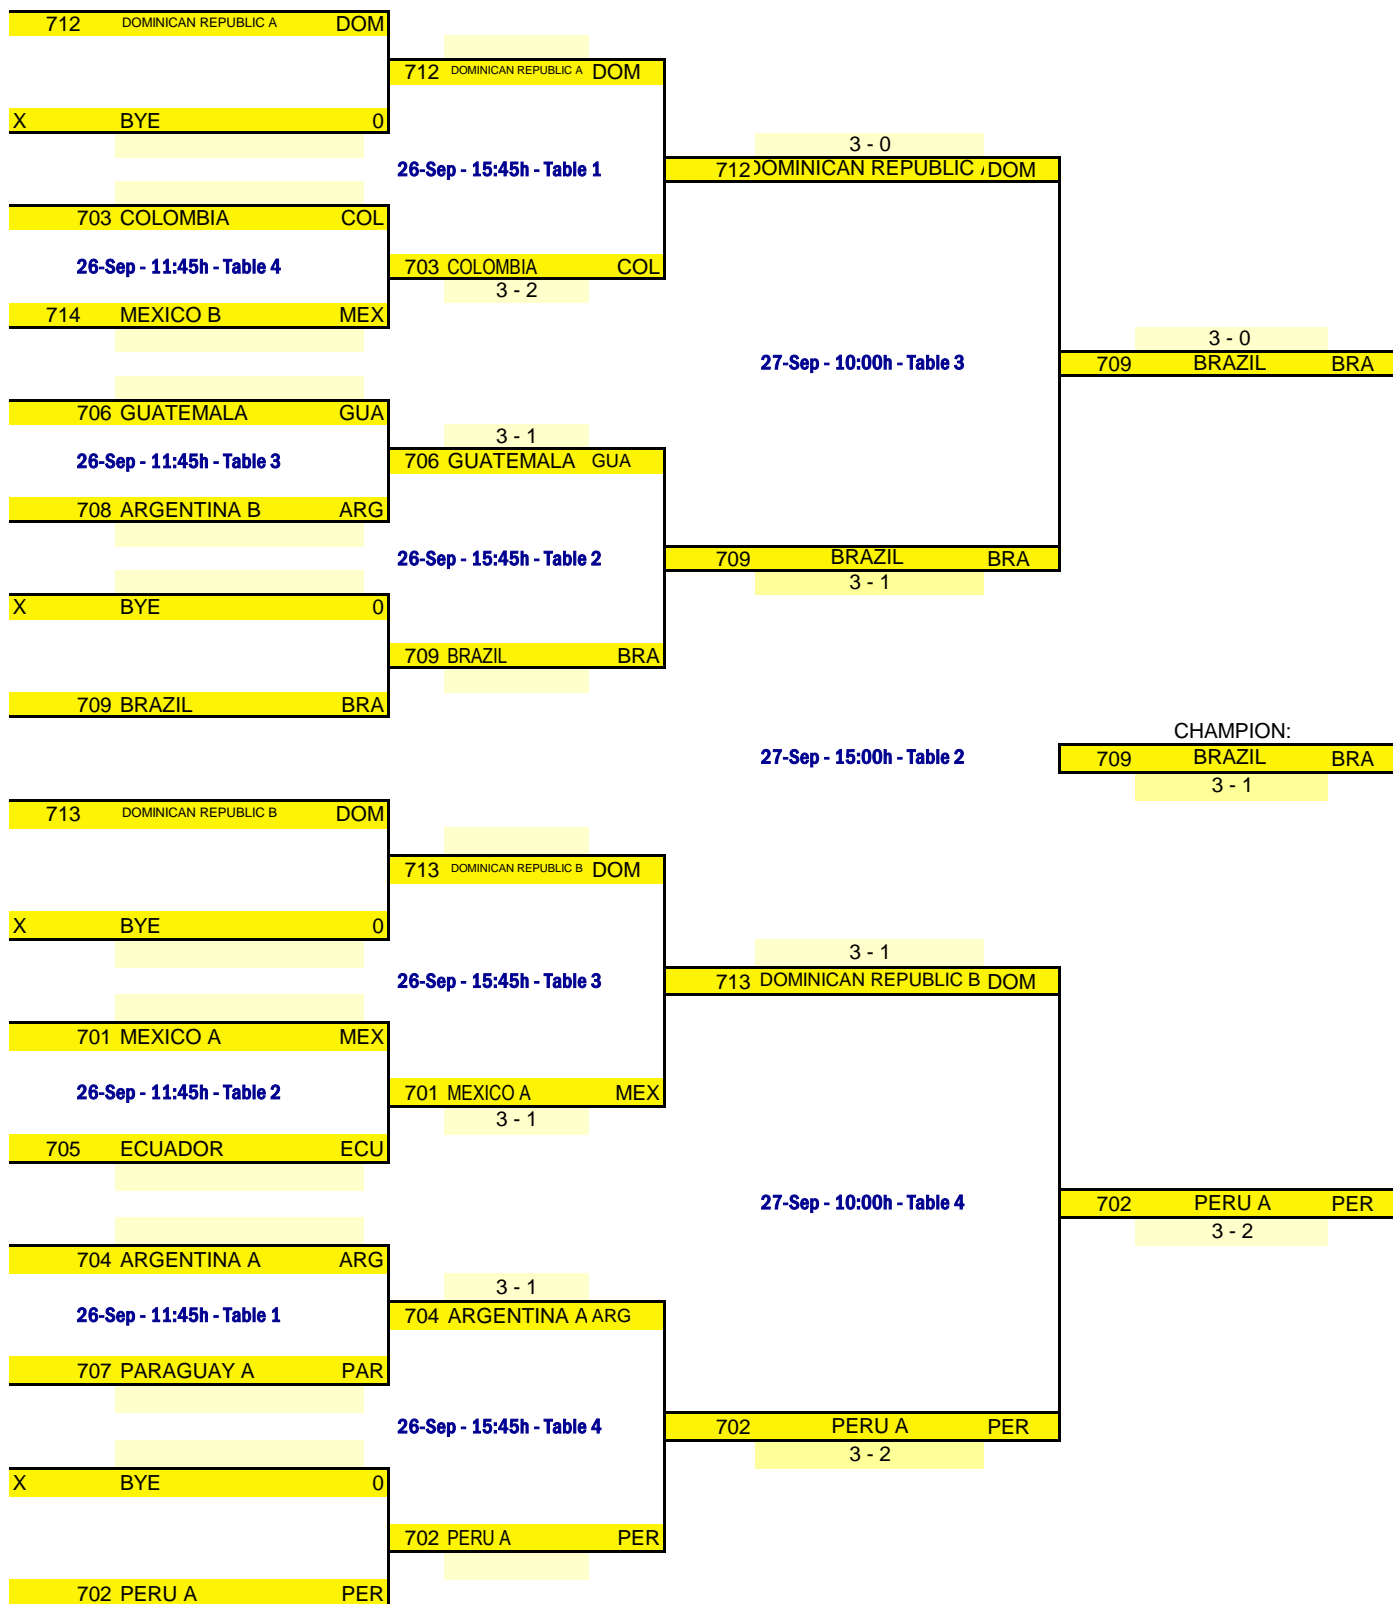 712 DOMINICAN REPUBLIC A DOM
712 DOMINICAN REPUBLIC A DOM
X BYE 0
3 - 0
26-Sep - 15:45h - Table 1
712 DOMINICAN REPUBLIC DOM
703 COLOMBIA COL
26-Sep - 11:45h - Table 4
703 COLOMBIA COL
3 - 2
714 MEXICO B MEX
3 - 0
27-Sep - 10:00h - Table 3
709 BRAZIL BRA
706 GUATEMALA GUA
3 - 1
26-Sep - 11:45h - Table 3
706 GUATEMALA GUA
708 ARGENTINA B ARG
26-Sep - 15:45h - Table 2
709 BRAZIL BRA
3 - 1
X BYE 0
709 BRAZIL BRA
709 BRAZIL BRA
CHAMPION:
27-Sep - 15:00h - Table 2
709 BRAZIL BRA
3 - 1
713 DOMINICAN REPUBLIC B DOM
713 DOMINICAN REPUBLIC B DOM
X BYE 0
3 - 1
26-Sep - 15:45h - Table 3
713 DOMINICAN REPUBLIC B DOM
701 MEXICO A MEX
26-Sep - 11:45h - Table 2
701 MEXICO A MEX
3 - 1
705 ECUADOR ECU
27-Sep - 10:00h - Table 4
702 PERU A PER
3 - 2
704 ARGENTINA A ARG
3 - 1
26-Sep - 11:45h - Table 1
704 ARGENTINA A ARG
707 PARAGUAY A PAR
26-Sep - 15:45h - Table 4
702 PERU A PER
3 - 2
X BYE 0
702 PERU A PER
702 PERU A PER